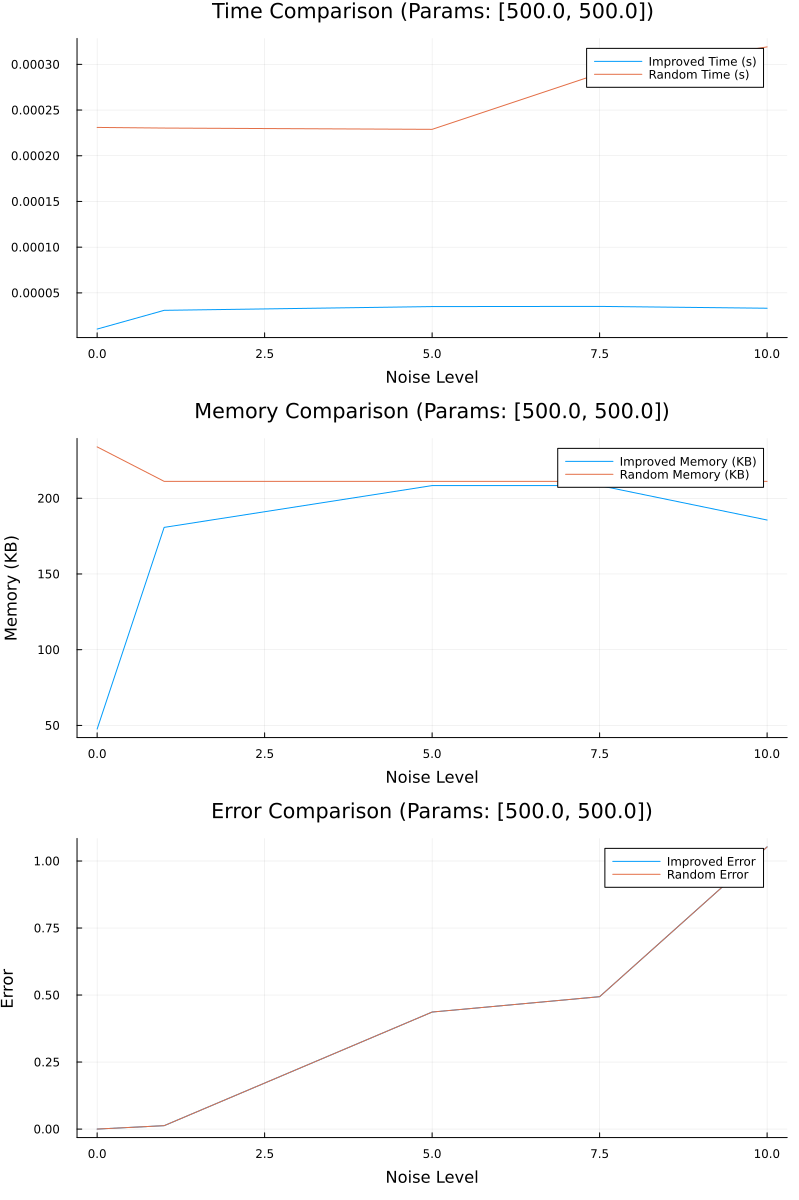 Time Comparison (Params: [500.0, 500.0])
0.00030
0.00025
0.00020
0.00015
0.00010
0.00005
Improved Time (s)
Random Time (s)
0.0 2.5 5.0 7.5 10.0
Noise Level
Memory Comparison (Params: [500.0, 500.0])
Memory (KB)
200
150
100
50
Improved Memory (KB)
Random Memory (KB)
0.0 2.5 5.0 7.5 10.0
Noise Level
Error Comparison (Params: [500.0, 500.0])
Error
1.00
0.75
0.50
0.25
0.00
Improved Error
Random Error
0.0 2.5 5.0 7.5 10.0
Noise Level